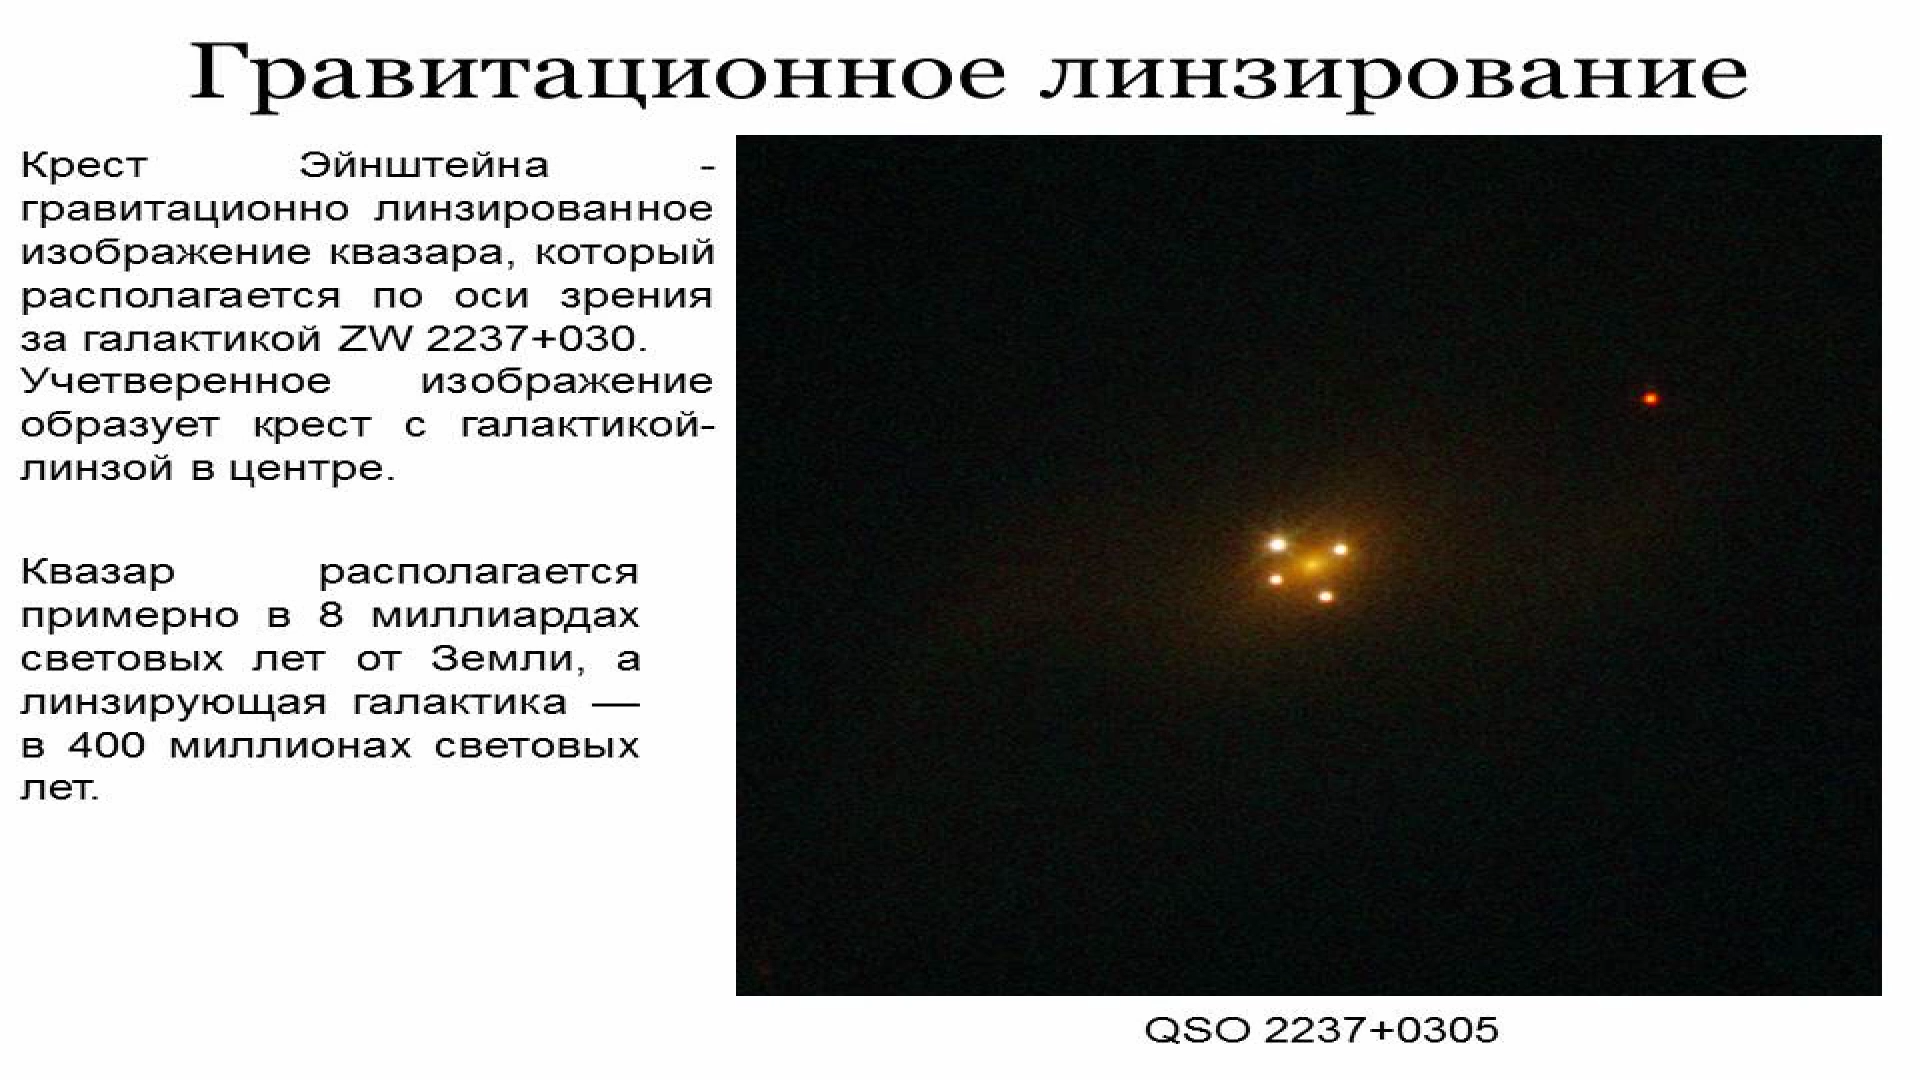 Гравитационное линзирование
Крест Эйнштейна -
гравитационно линзированное
изображение квазара, который
располагается по оси зрения
за галактикой ZW 2237+030.
Учетверенное изображение
образует крест с галактикой-
линзой в центре.
Квазар располагается
примерно в 8 миллиардах
световых лет от Земли, а
линзирующая галактика —
в 400 миллионах световых
лет.
QSO 2237+0305